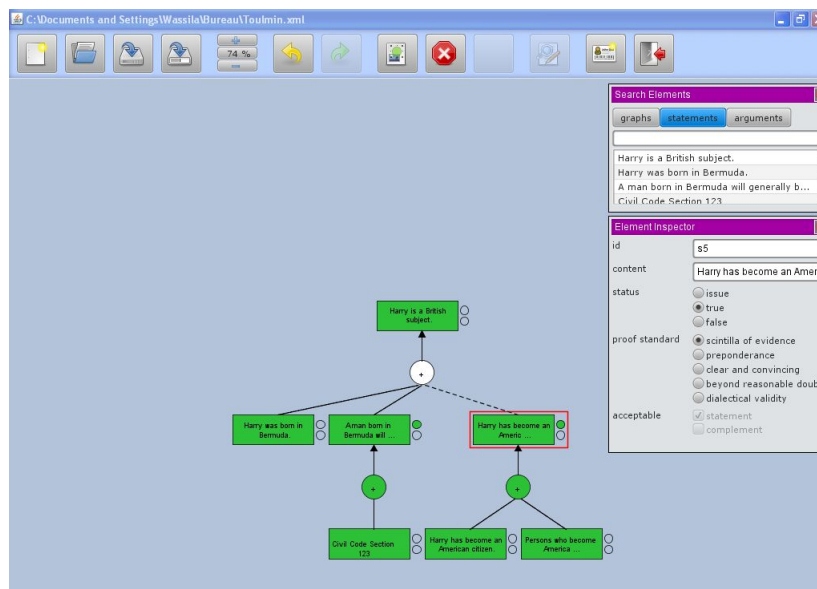 C:\Documents and Settings\Wassila\Bureau\Toulmin.xml
74 %
Search Elements
graphs statements arguments
Harry is a British subject.
Harry was born in Bermuda.
A man born in Bermuda will generally b...
Civil Code Section 123
Element Inspector
id
s5
content
Harry has become an Amer
status
issue
true
false
proof standard
scintilla of evidence
preponderance
clear and convincing
beyond reasonable doub
dialectical validity
acceptable
statement
complement
Harry is a British
subject.
+
Harry was born in
Bermuda.
A man born in
Bermuda will ...
Harry has become an
Americ ...
+
+
Civil Code Section
123
Harry has become an
American citizen.
Persons who become
America ...